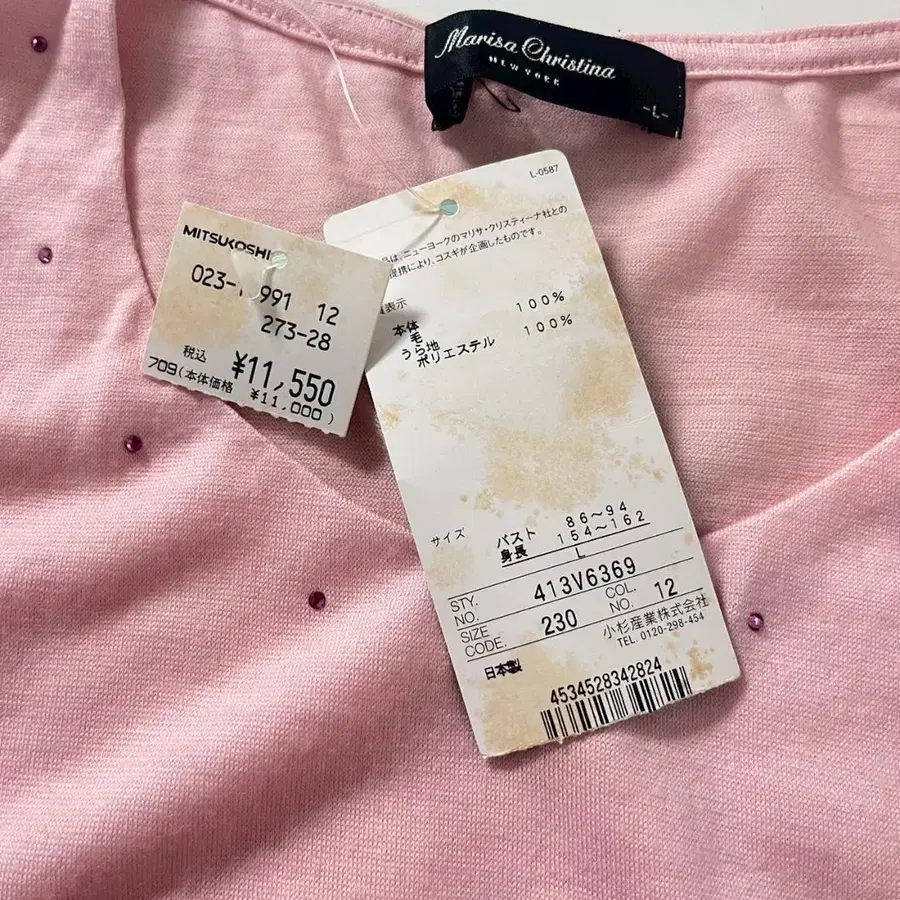 Marisa Christina
NEW YORK
-L-
MITSUKOSHI
023- 991 12
273-28
税込 ¥11,550
709(本体価格 ¥11,000)
L-0587
品は、ニューヨークのマリサ・クリスティーナ社との
提携により、コスギが企画したものです。
表示
本体
毛 100%
うら地
ポリエステル 100%
サイズ
バスト 86~94
身長 154~162
L
STY. NO. 413V6369
SIZE CODE. 230 COL. NO. 12
小杉産業株式会社
TEL. 0120-298-454
日本製
4534528342824